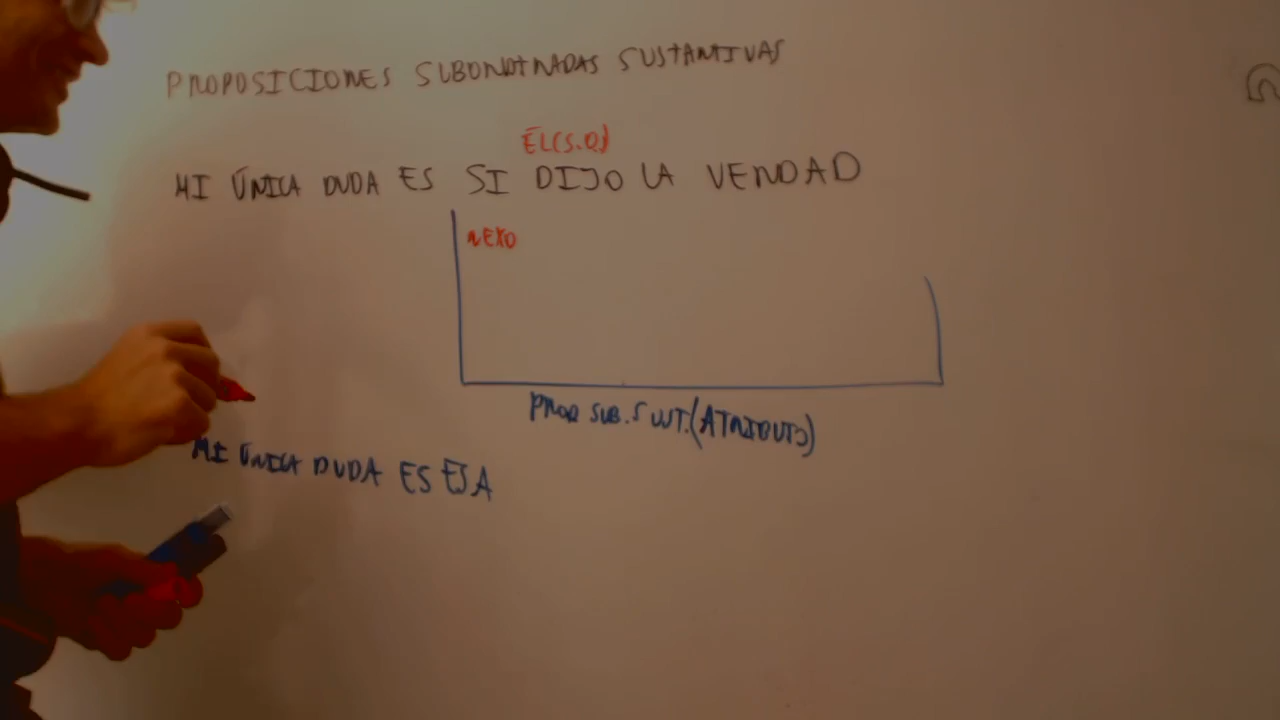 PROPOSICIONES SUBORDINADAS SUSTANTIVAS
EL(S.O)
MI ÚNICA DUDA ES SI DIJO LA VERDAD
NEXO
PROP SUB. SUST. (ATRIBUTO)
MI ÚNICA DUDA ES ESA